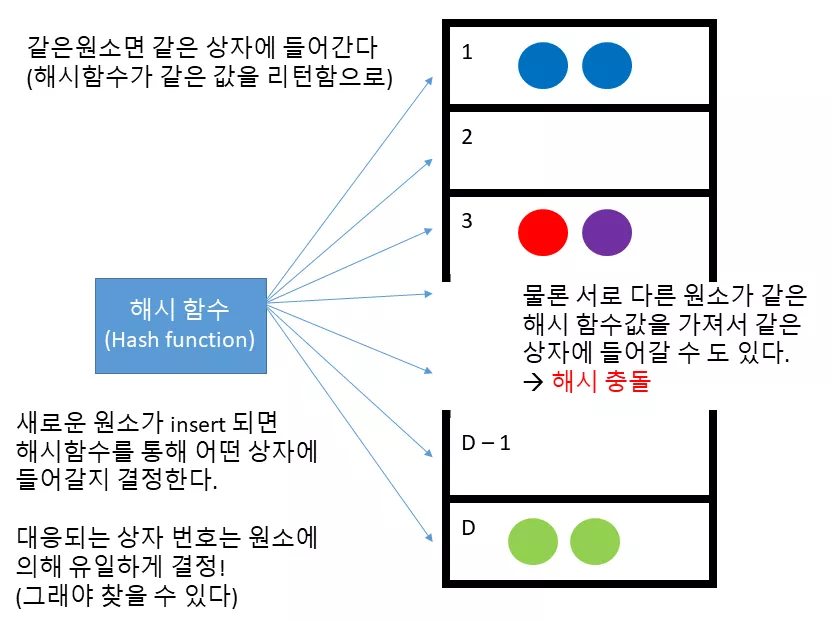 같은원소면 같은 상자에 들어간다
(해시함수가 같은 값을 리턴함으로)
1
2
3
해시 함수
(Hash function)
물론 서로 다른 원소가 같은
해시 함수값을 가져서 같은
상자에 들어갈 수 도 있다.
→ 해시 충돌
새로운 원소가 insert 되면
해시함수를 통해 어떤 상자에
들어갈지 결정한다.
대응되는 상자 번호는 원소에
의해 유일하게 결정!
(그래야 찾을 수 있다)
D – 1
D